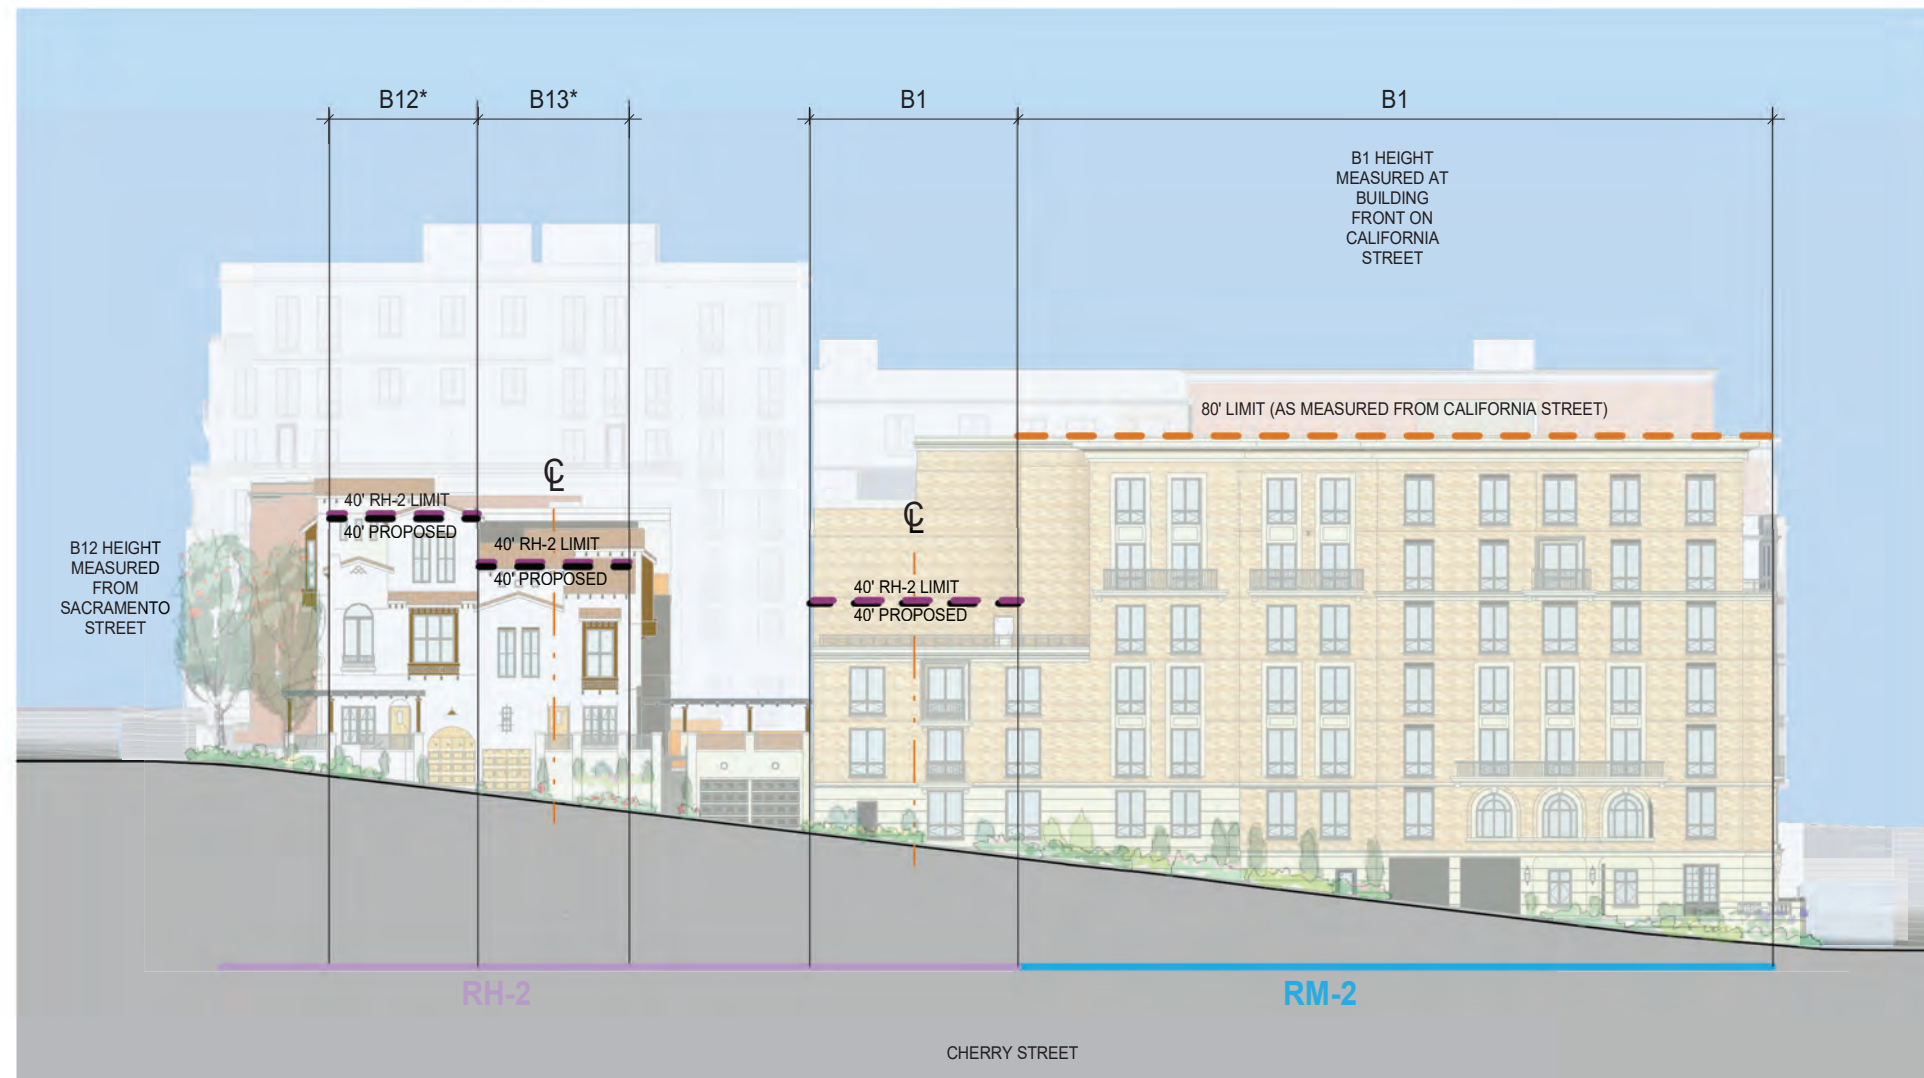 B12*
B13*
B1
B1
B1 HEIGHT
MEASURED AT
BUILDING
FRONT ON
CALIFORNIA
STREET
80' LIMIT (AS MEASURED FROM CALIFORNIA STREET)
℄
40' RH-2 LIMIT
40' PROPOSED
40' RH-2 LIMIT
40' PROPOSED
℄
40' RH-2 LIMIT
40' PROPOSED
B12 HEIGHT
MEASURED
FROM
SACRAMENTO
STREET
RH-2
RM-2
CHERRY STREET